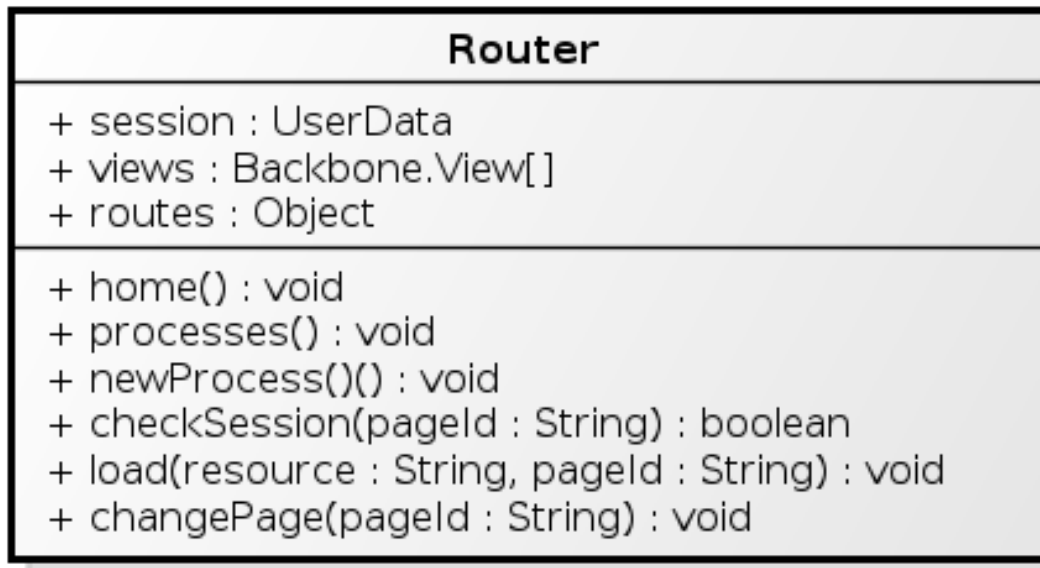 Router
+ session : UserData
+ views : Backbone.View[]
+ routes : Object
+ home() : void
+ processes() : void
+ newProcess()() : void
+ checkSession(pageId : String) : boolean
+ load(resource : String, pageId : String) : void
+ changePage(pageId : String) : void